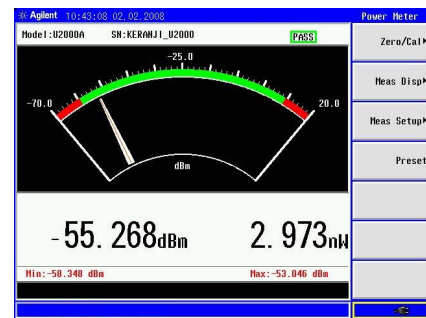 Agilent 10:43:08 02.02.2008 Power Meter
Model:U2000A SN:KERANJI_U2000 PASS
Zero/Cal
-25.0
Meas Disp
-70.0 20.0
Meas Setup
dBm
Preset
-55.268dBm 2.973nW
Min:-58.348 dBm Max:-53.046 dBm